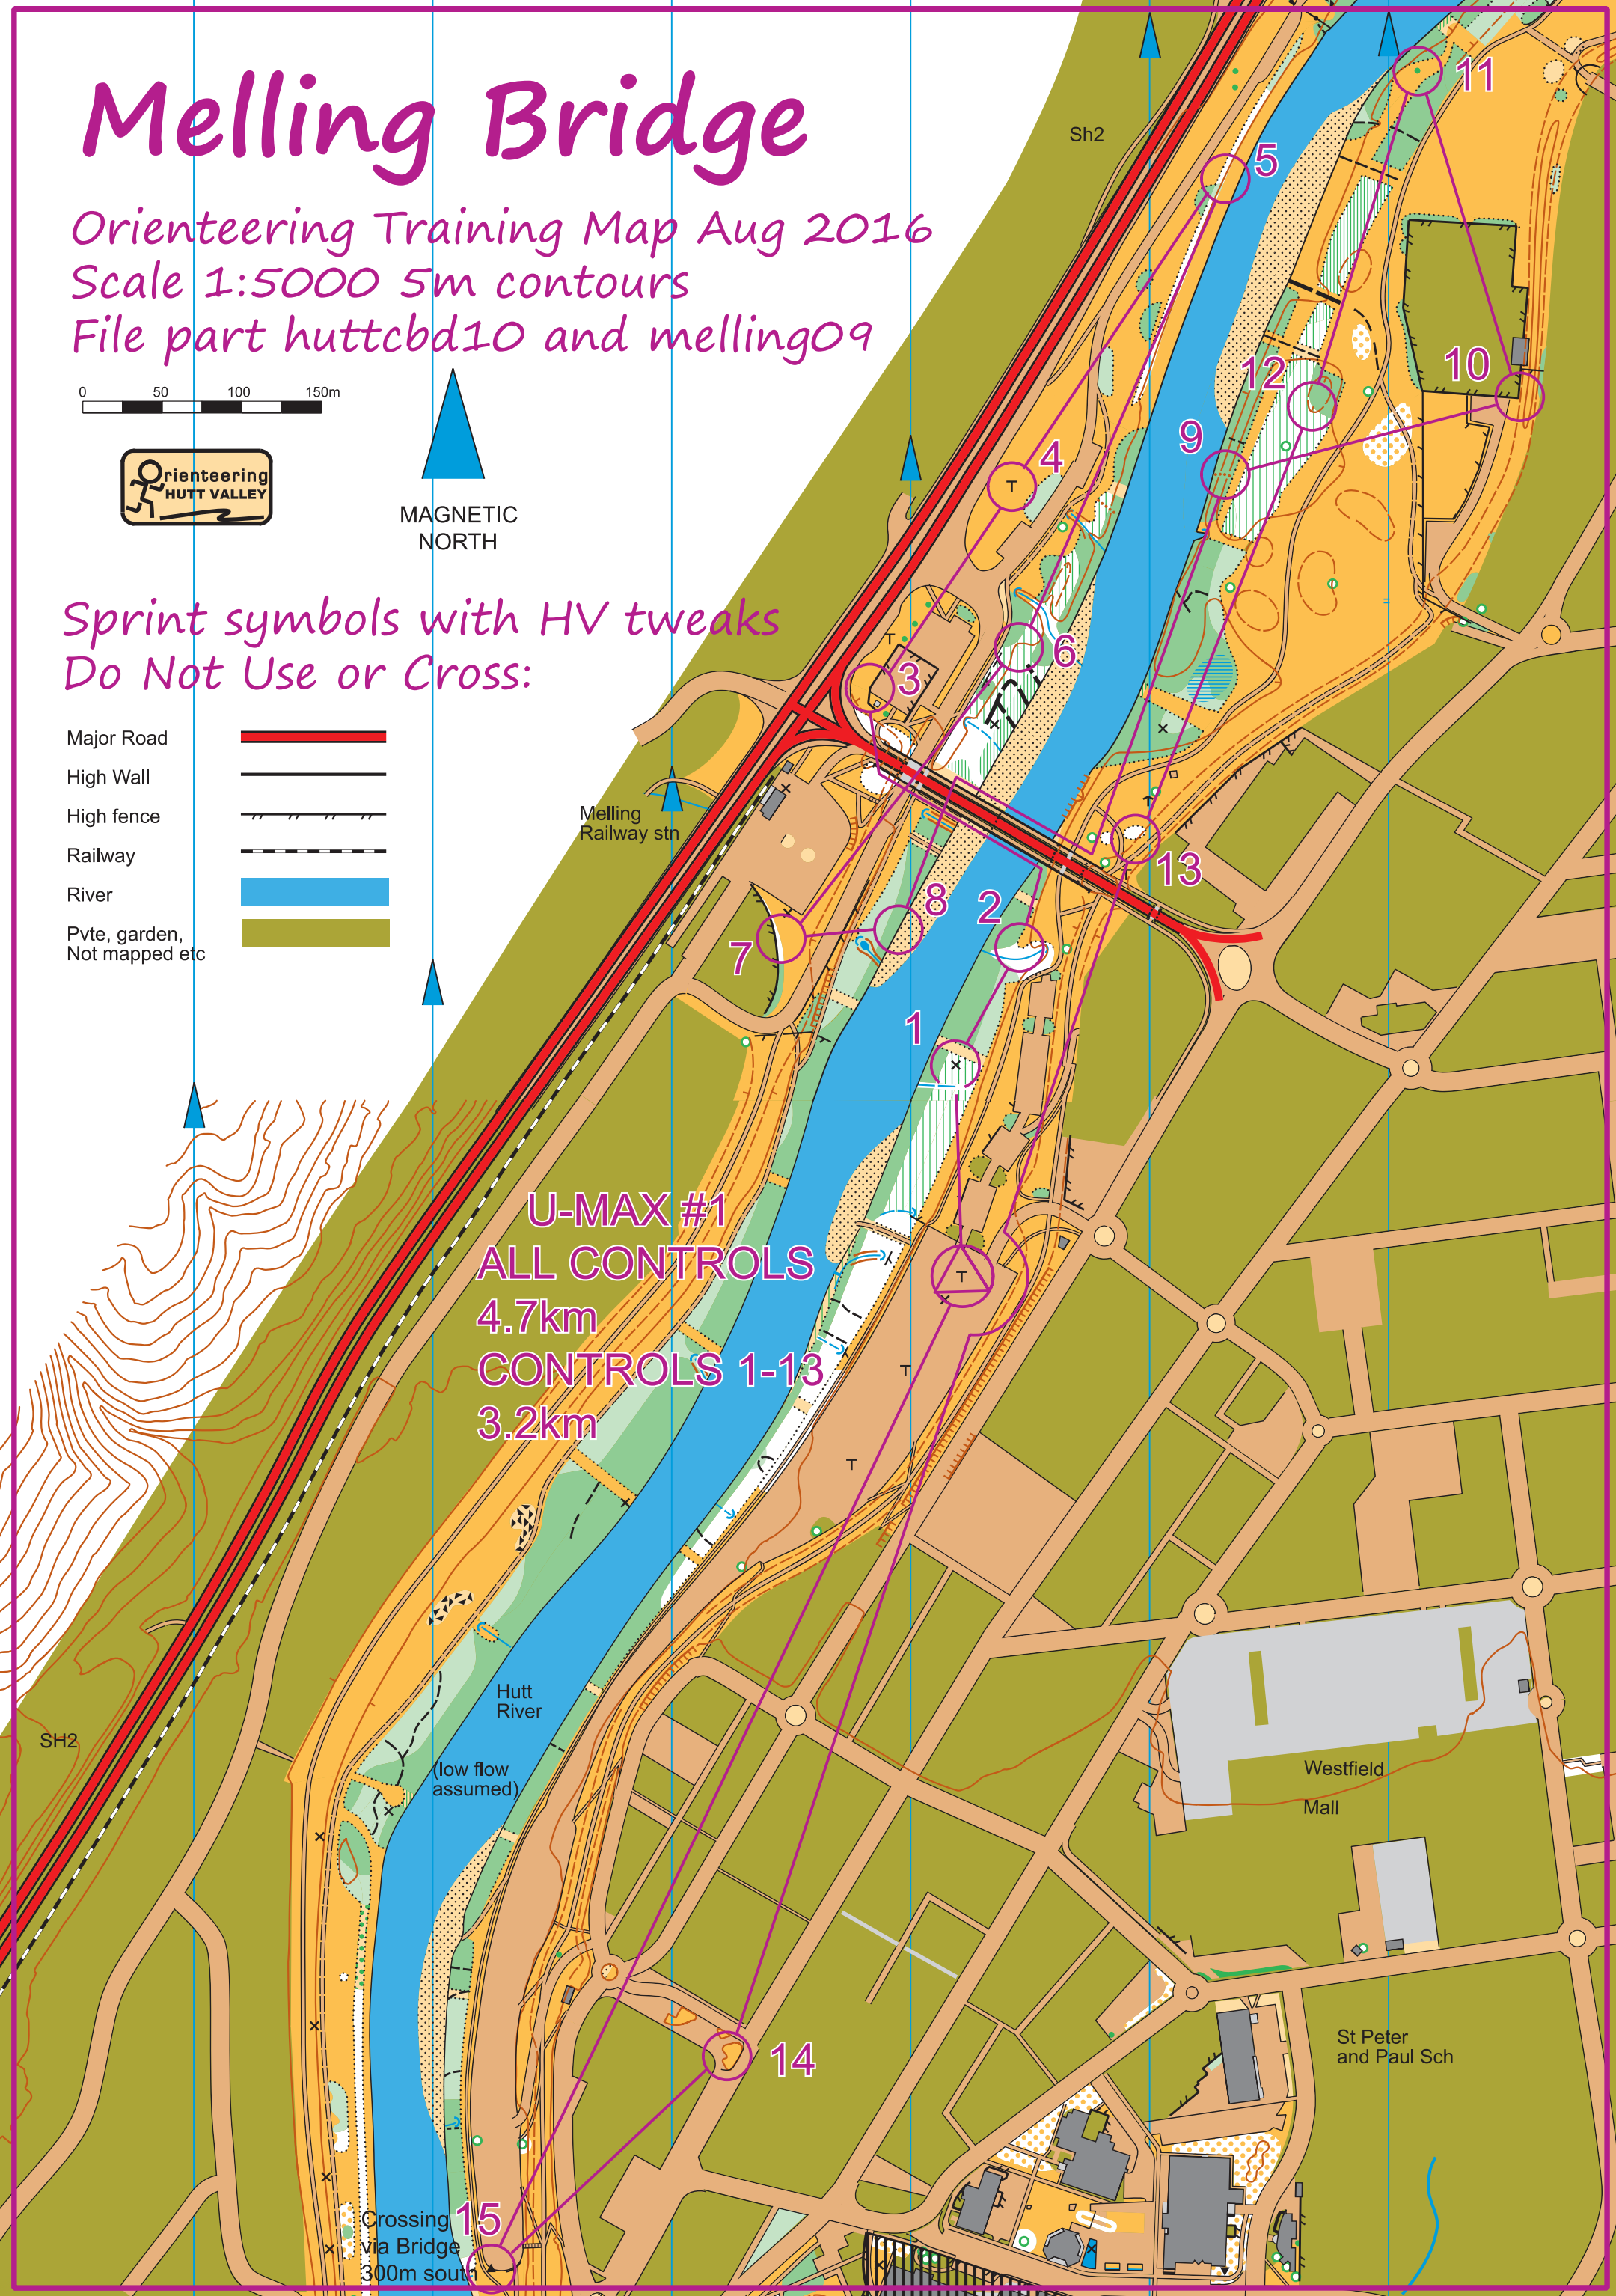 Melling Bridge
Orienteering Training Map Aug 2016
Scale 1:5000 5m contours
File part huttcbd10 and melling09
0 50 100 150m
Orienteering
HUTT VALLEY
MAGNETIC
NORTH
Sprint symbols with HV tweaks
Do Not Use or Cross:
Major Road
High Wall
High fence
Railway
River
Pvte, garden,
Not mapped etc
Sh2
11
5
10
12
4
9
6
3
Melling
Railway stn
13
8
2
7
1
U-MAX #1
ALL CONTROLS
4.7km
CONTROLS 1-13
3.2km
Hutt
River
(low flow
assumed)
SH2
Westfield
Mall
St Peter
and Paul Sch
14
15
Crossing
via Bridge
300m south